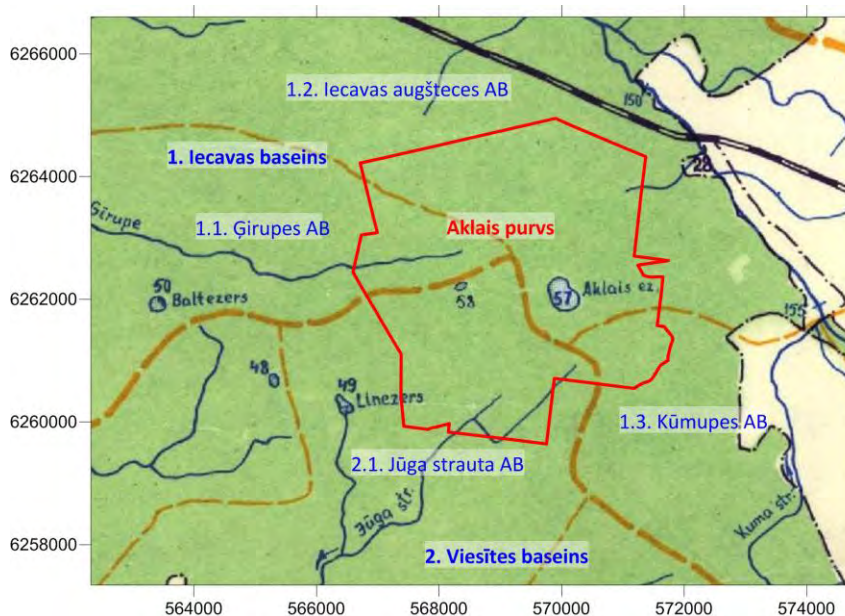 6266000
6264000
6262000
6260000
6258000
1.2. Iecavas augšteces AB
150
1. Iecavas baseins
28
Aklais purvs
1.1. Ģirupes AB
Girupe
50
Baltezers
58
57
Aklais ez.
155
48
49
Linezers
1.3. Kūmupes AB
2.1. Jūga strauta AB
Jūga str.
Kuma str.
2. Viesītes baseins
564000 566000 568000 570000 572000 574000